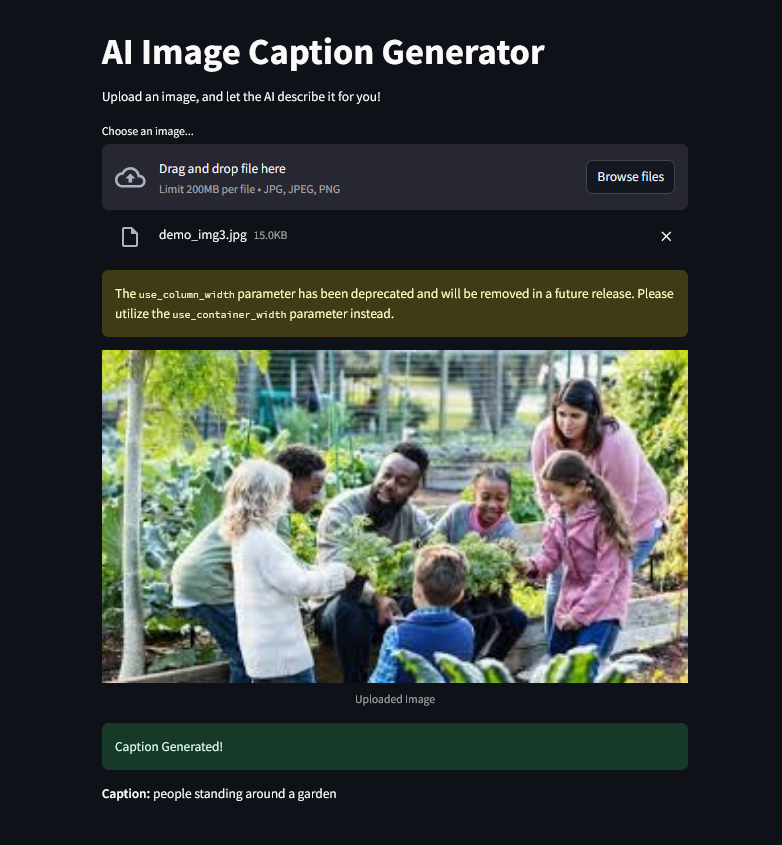 AI Image Caption Generator
Upload an image, and let the AI describe it for you!
Choose an image...
Drag and drop file here
Limit 200MB per file • JPG, JPEG, PNG
Browse files
demo_img3.jpg 15.0KB
The use_column_width parameter has been deprecated and will be removed in a future release. Please
utilize the use_container_width parameter instead.
Uploaded Image
Caption Generated!
Caption: people standing around a garden